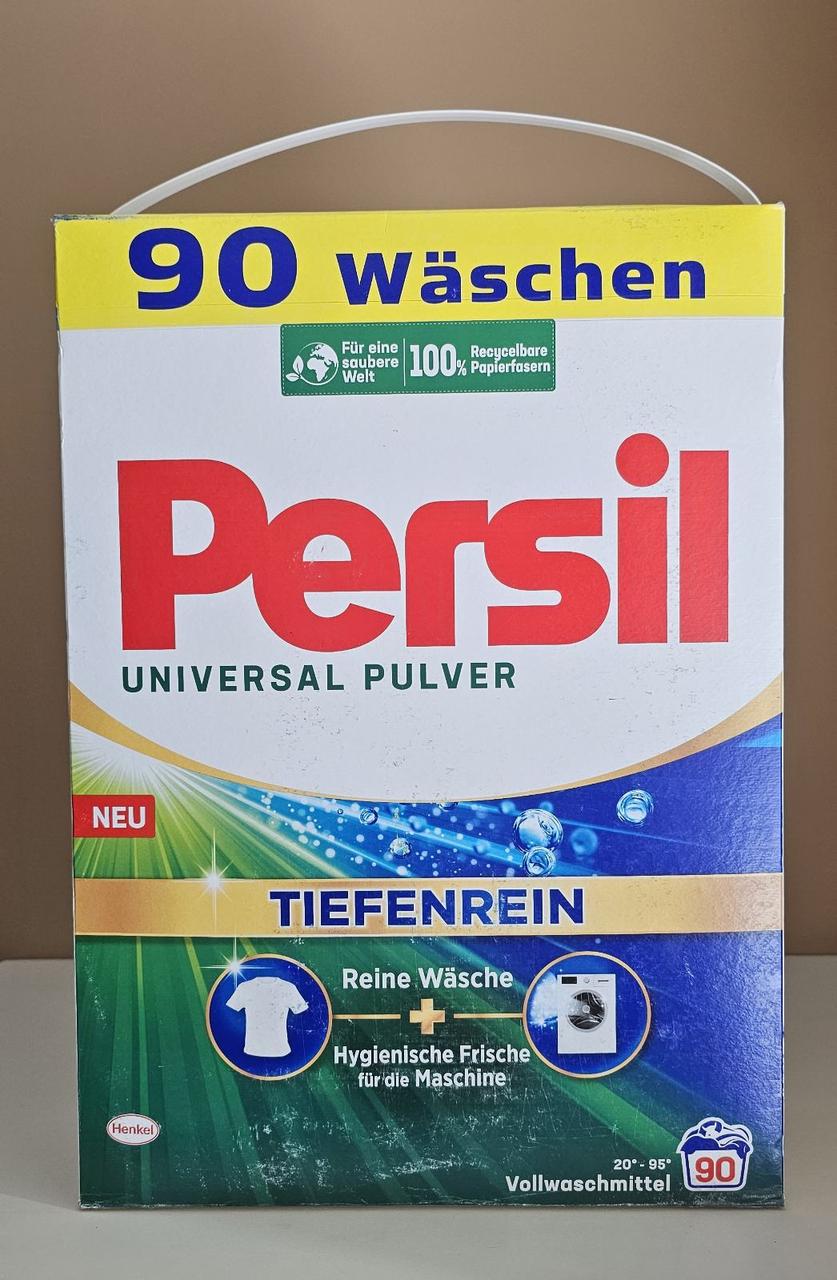 90 Wäschen
Für eine
saubere
Welt
100%
Recycelbare
Papierfasern
Persil
UNIVERSAL PULVER
NEU
TIEFENREIN
Reine Wäsche
Hygienische Frische
für die Maschine
Henkel
20° - 95°
Vollwaschmittel
90